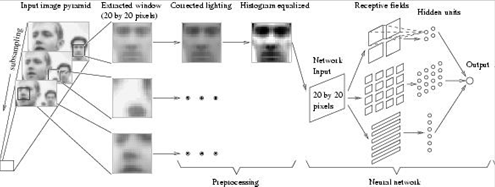 Input image pyramid
Extracted window
(20 by 20 pixels)
Corrected lighting
Histogram equalized
Receptive fields
Hidden units
subsampling
Network
Input
20 by 20
pixels
Output
Preprocessing
Neural network